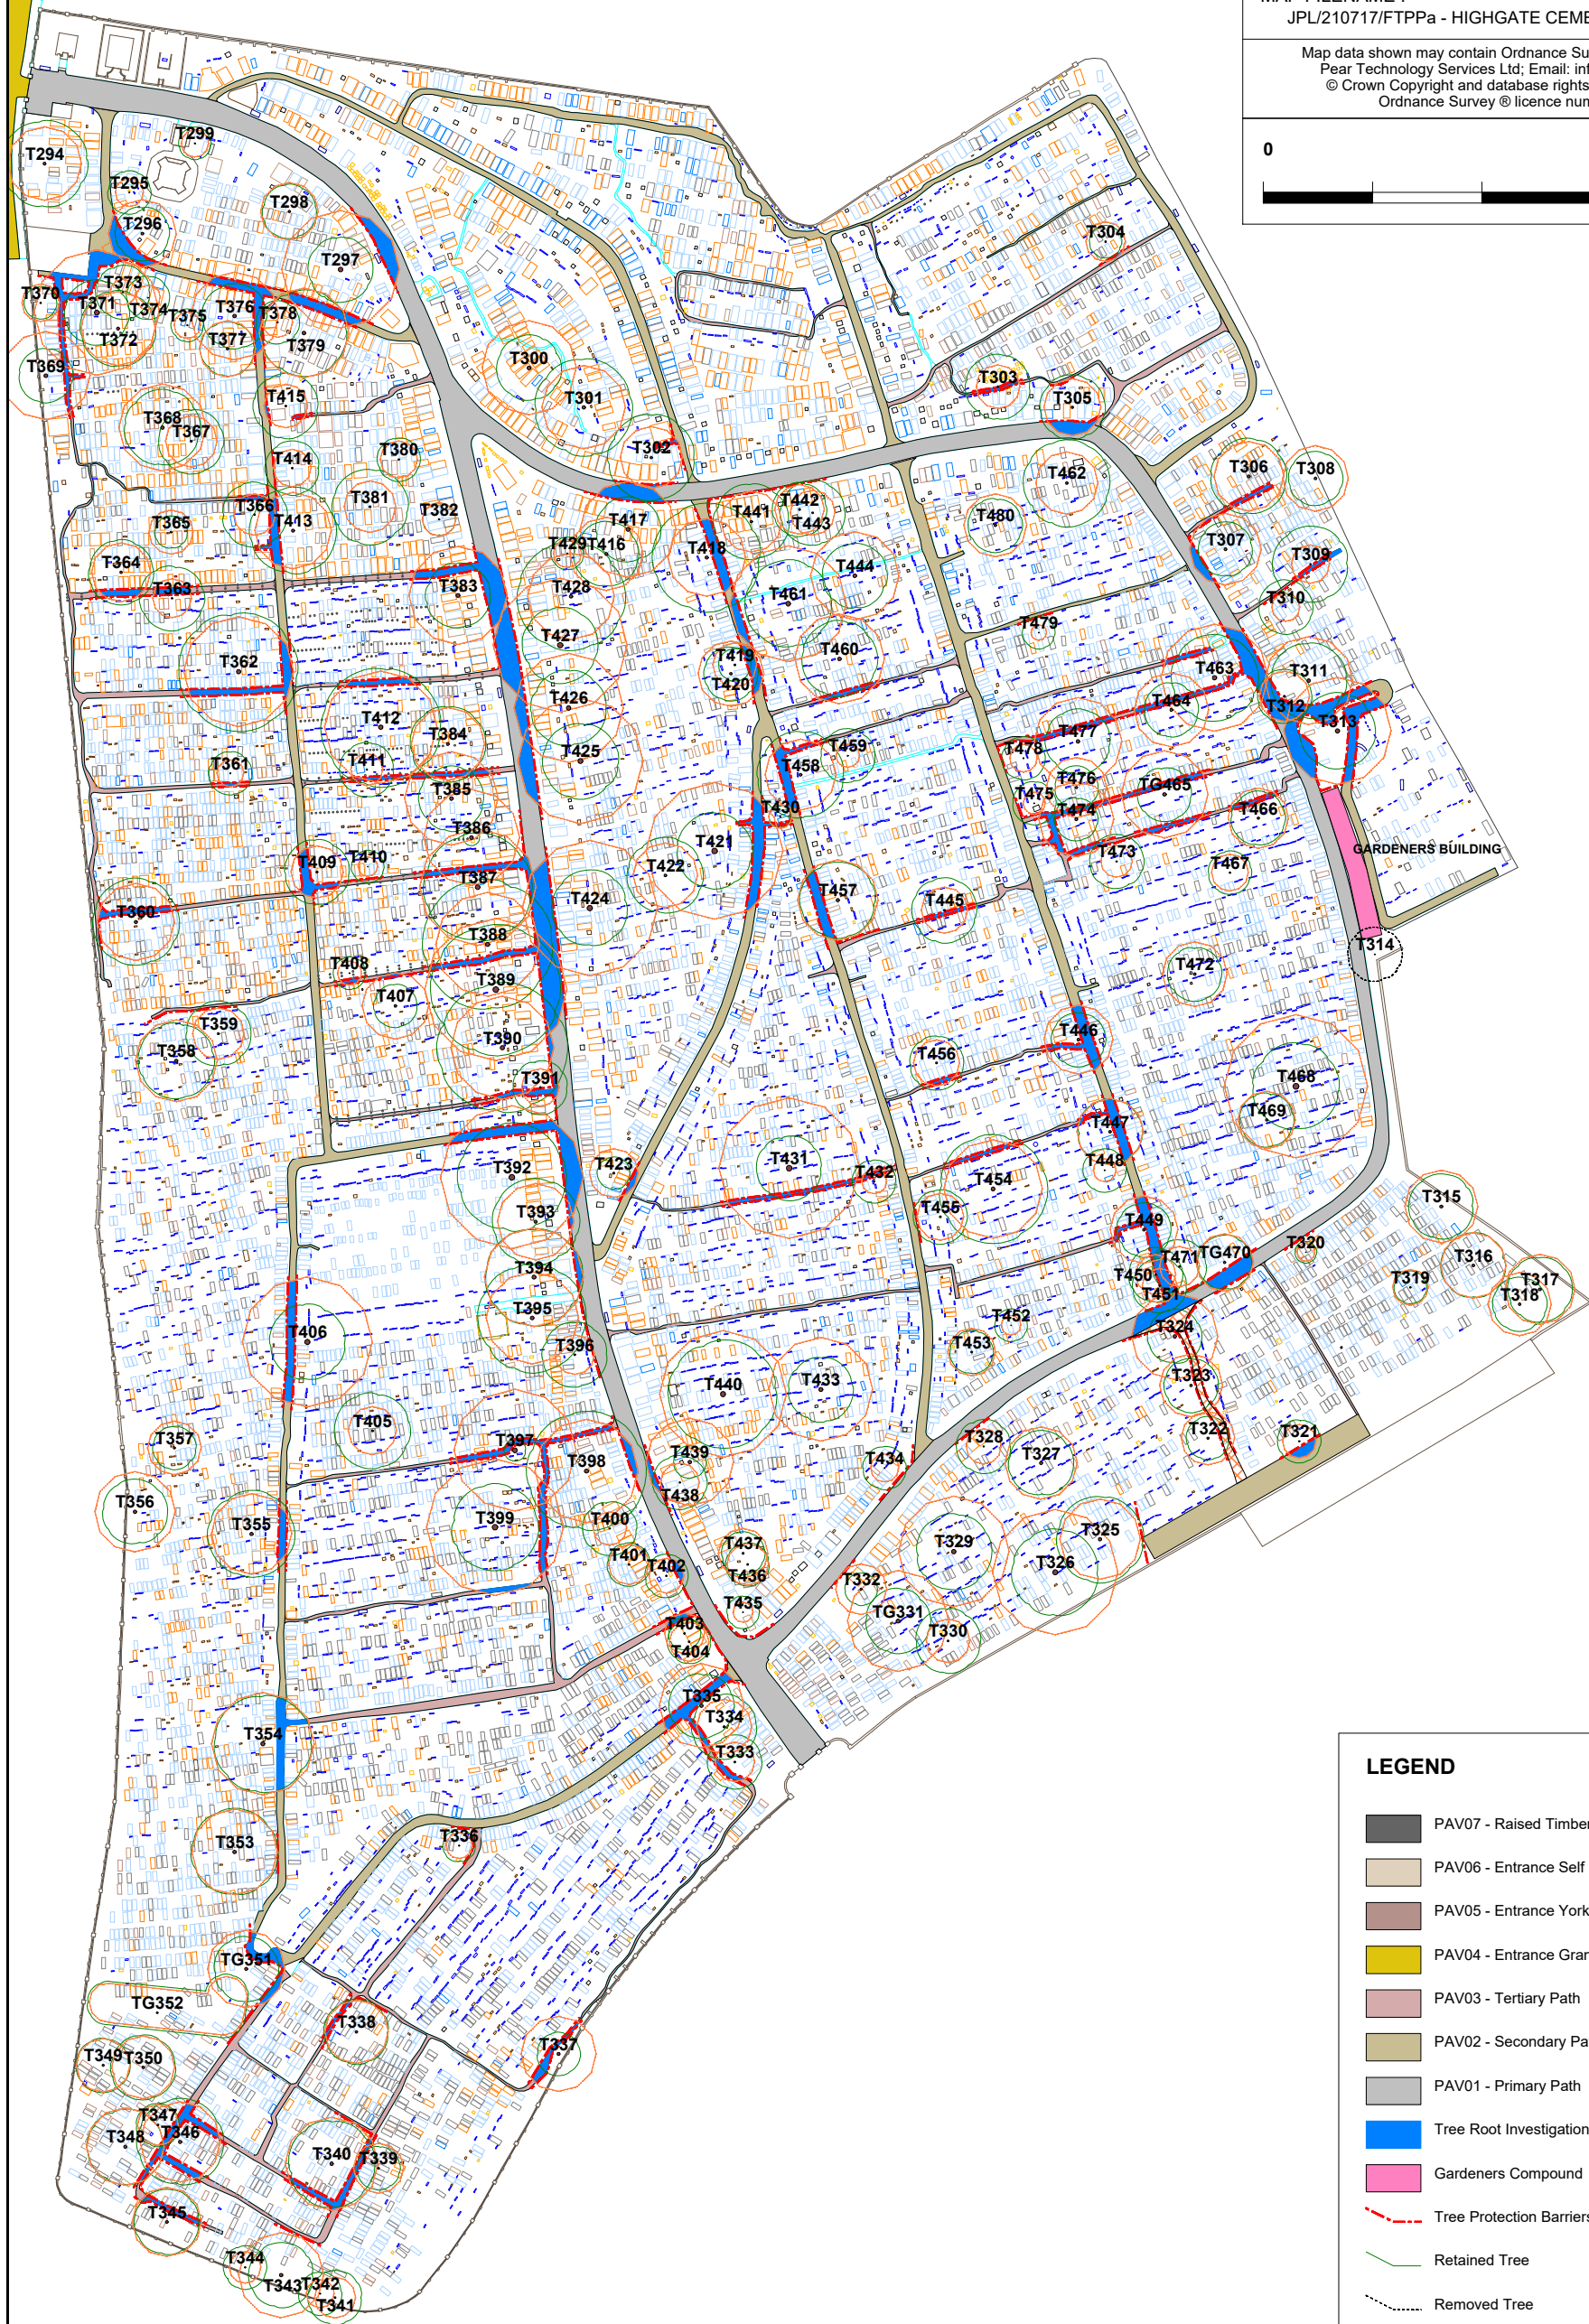 JPL/210717/FTPPa - HIGHGATE CEME
Map data shown may contain Ordnance Su
Pear Technology Services Ltd; Email: inf
© Crown Copyright and database rights
Ordnance Survey ® licence num
0
T299
T294
T295
T298
T296
T297
T304
T373
T370
T371
T374
T375
T376
T378
T372
T377
T379
T369
T300
T301
T303
T305
T415
T368
T367
T302
T380
T414
T306
T308
T462
T366
T381
T382
T365
T413
T417
T441
T442
T443
T480
T307
T429
T416
T418
T309
T364
T363
T383
T428
T444
T461
T310
T427
T479
T362
T419
T460
T463
T311
T420
T426
T464
T312
T412
T384
T313
T477
T425
T459
T478
T411
T361
T458
T476
TG465
T385
T430
T475
T474
T466
T386
T421
T473
GARDENERS BUILDING
T409
T410
T422
T467
T387
T457
T424
T445
T360
T388
T314
T408
T389
T472
T407
T359
T390
T446
T358
T456
T391
T468
T469
T447
T431
T423
T392
T432
T448
T454
T315
T455
T393
T449
T320
T316
T394
T471
TG470
T450
T319
T317
T318
T395
T451
T452
T406
T396
T453
T324
T440
T433
T323
T405
T357
T397
T328
T322
T321
T439
T398
T434
T327
T438
T356
T355
T399
T400
T325
T437
T329
T401
T402
T436
T326
T332
T435
TG331
T403
T330
T404
T335
T334
T354
T333
T353
T336
TG351
TG352
T338
T337
T349
T350
T347
T348
T346
T340
T339
T345
T344
T343
T342
T341
LEGEND
PAV07 - Raised Timber
PAV06 - Entrance Self
PAV05 - Entrance York
PAV04 - Entrance Gran
PAV03 - Tertiary Path
PAV02 - Secondary Pa
PAV01 - Primary Path
Tree Root Investigation
Gardeners Compound
Tree Protection Barriers
Retained Tree
Removed Tree